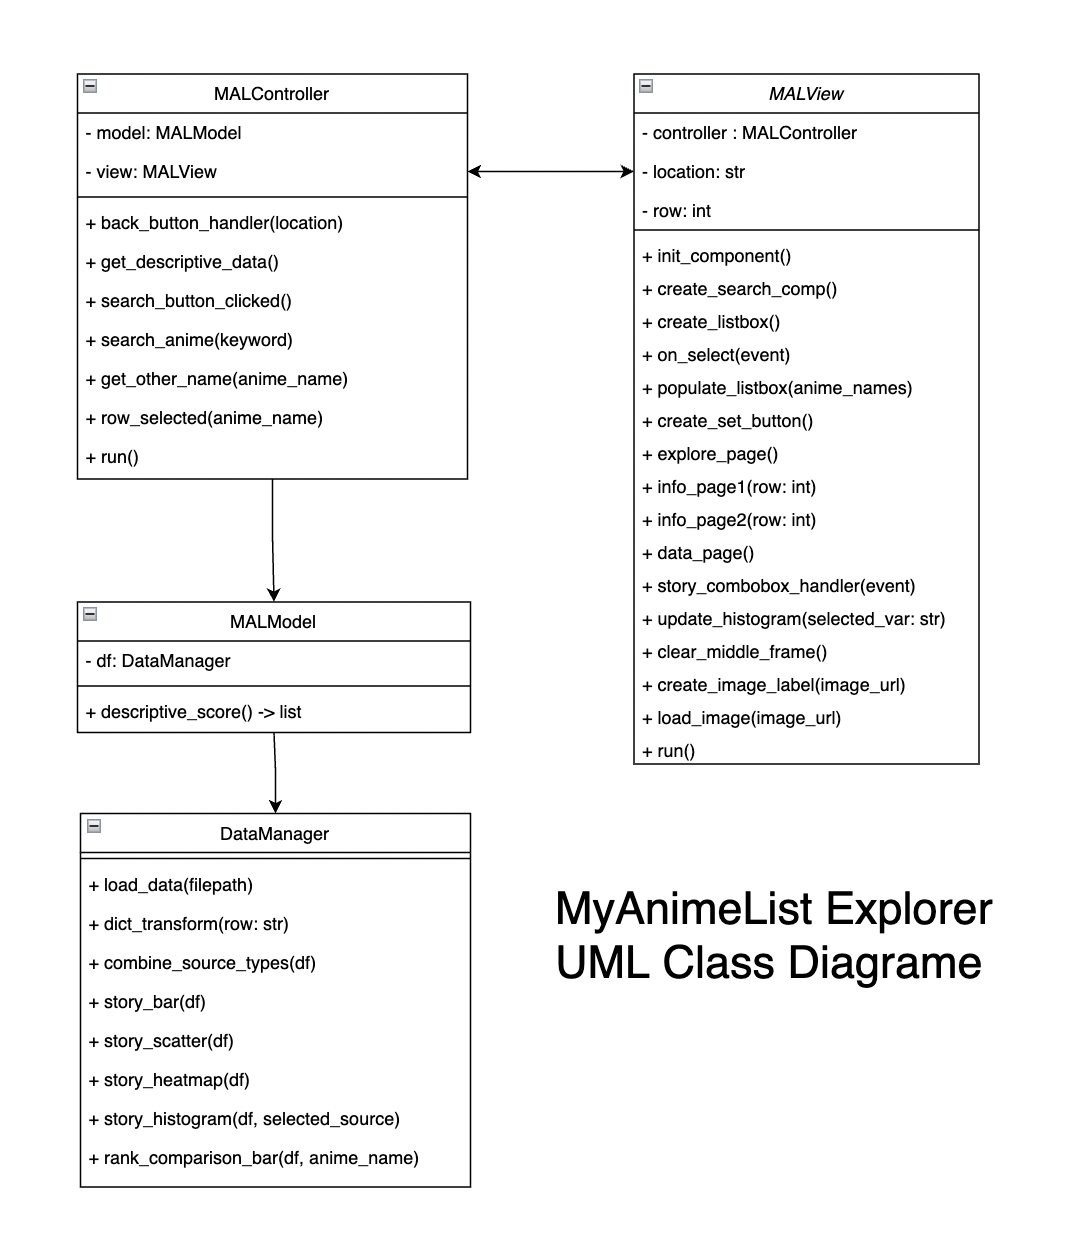 MALController
- model: MALModel
- view: MALView
+ back_button_handler(location)
+ get_descriptive_data()
+ search_button_clicked()
+ search_anime(keyword)
+ get_other_name(anime_name)
+ row_selected(anime_name)
+ run()
MALView
- controller : MALController
- location: str
- row: int
+ init_component()
+ create_search_comp()
+ create_listbox()
+ on_select(event)
+ populate_listbox(anime_names)
+ create_set_button()
+ explore_page()
+ info_page1(row: int)
+ info_page2(row: int)
+ data_page()
+ story_combobox_handler(event)
+ update_histogram(selected_var: str)
+ clear_middle_frame()
+ create_image_label(image_url)
+ load_image(image_url)
+ run()
MALModel
- df: DataManager
+ descriptive_score() -> list
DataManager
+ load_data(filepath)
+ dict_transform(row: str)
+ combine_source_types(df)
+ story_bar(df)
+ story_scatter(df)
+ story_heatmap(df)
+ story_histogram(df, selected_source)
+ rank_comparison_bar(df, anime_name)
MyAnimeList Explorer
UML Class Diagrame